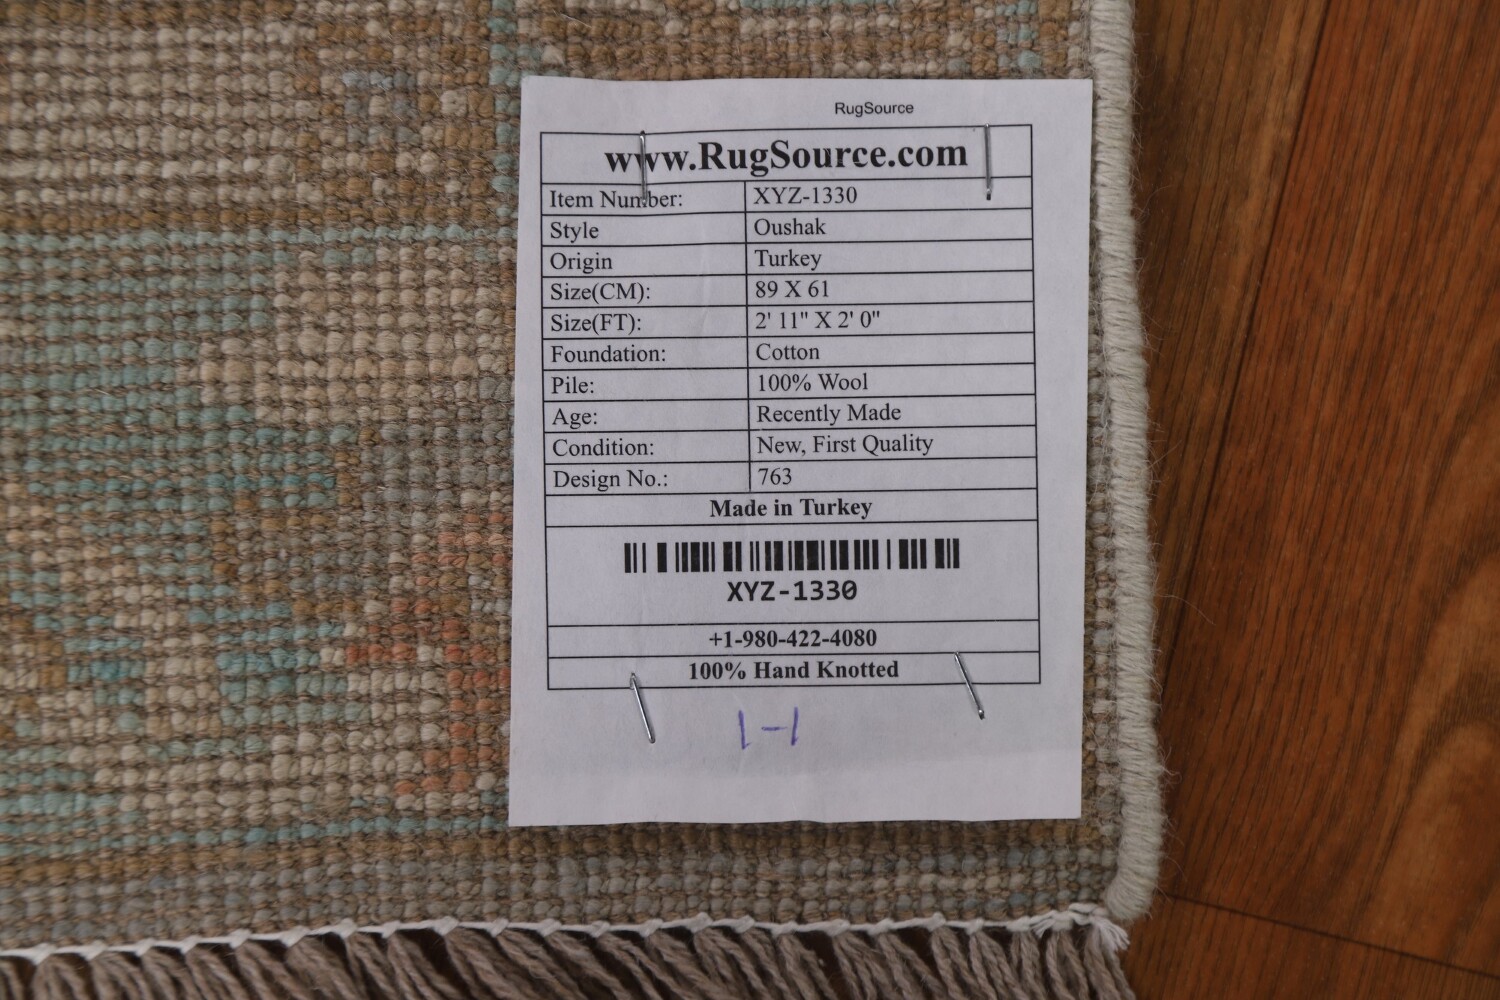 RugSource
www.RugSource.com
Item Number: XYZ-1330
Style Oushak
Origin Turkey
Size(CM): 89 X 61
Size(FT): 2' 11" X 2' 0"
Foundation: Cotton
Pile: 100% Wool
Age: Recently Made
Condition: New, First Quality
Design No.: 763
Made in Turkey
XYZ-1330
+1-980-422-4080
100% Hand Knotted
1-1